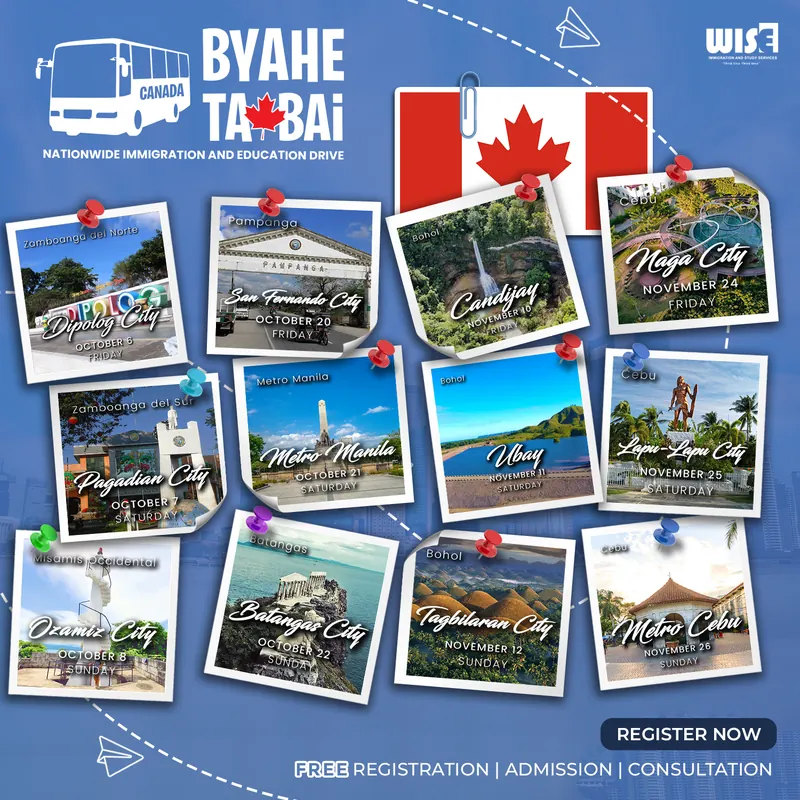 CANADA
BYAHE
TA BAi
NATIONWIDE IMMIGRATION AND EDUCATION DRIVE
WISE
IMMIGRATION AND STUDY SERVICES
Zamboanga del Norte
DIPOLOG
Dipolog City
OCTOBER 6
FRIDAY
Pampanga
PAMPANGA
San Fernando City
OCTOBER 20
FRIDAY
Bohol
Candijay
NOVEMBER 10
FRIDAY
Cebu
Naga City
NOVEMBER 24
FRIDAY
Zamboanga del Sur
Pagadian City
OCTOBER 7
SATURDAY
Metro Manila
Metro Manila
OCTOBER 21
SATURDAY
Bohol
Ubay
NOVEMBER 11
SATURDAY
Cebu
Lapu-Lapu City
NOVEMBER 25
SATURDAY
Misamis Occidental
Ozamiz City
OCTOBER 8
SUNDAY
Batangas
Batangas City
OCTOBER 22
SUNDAY
Bohol
Tagbilaran City
NOVEMBER 12
SUNDAY
Cebu
Metro Cebu
NOVEMBER 26
SUNDAY
REGISTER NOW
FREE REGISTRATION | ADMISSION | CONSULTATION